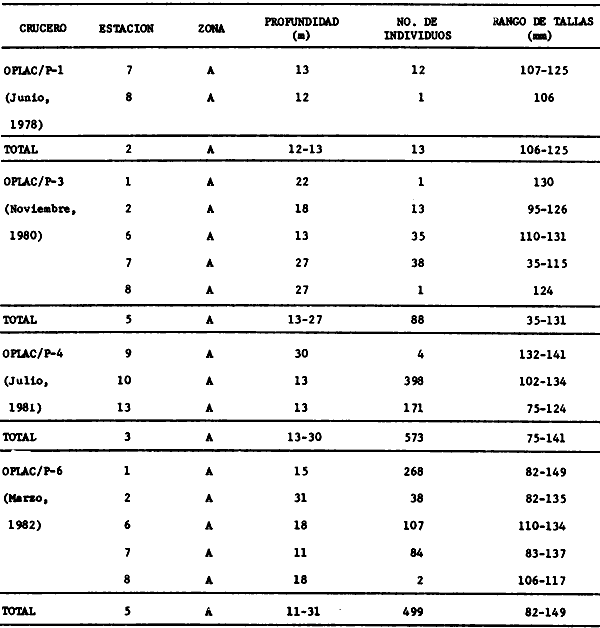 CRUCERO ESTACION ZONA PROFUNDIDAD (m) NO. DE INDIVIDUOS RANGO DE TALLAS (mm)
OPLAC/P-1 7 A 13 12 107-125
(Junio, 8 A 12 1 106
1978)
TOTAL 2 A 12-13 13 106-125
OPLAC/P-3 1 A 22 1 130
(Noviembre, 2 A 18 13 95-126
1980) 6 A 13 35 110-131
7 A 27 38 35-115
8 A 27 1 124
TOTAL 5 A 13-27 88 35-131
OPLAC/P-4 9 A 30 4 132-141
(Julio, 10 A 13 398 102-134
1981) 13 A 13 171 75-124
TOTAL 3 A 13-30 573 75-141
OPLAC/P-6 1 A 15 268 82-149
(Marzo, 2 A 31 38 82-135
1982) 6 A 18 107 110-134
7 A 11 84 83-137
8 A 18 2 106-117
TOTAL 5 A 11-31 499 82-149